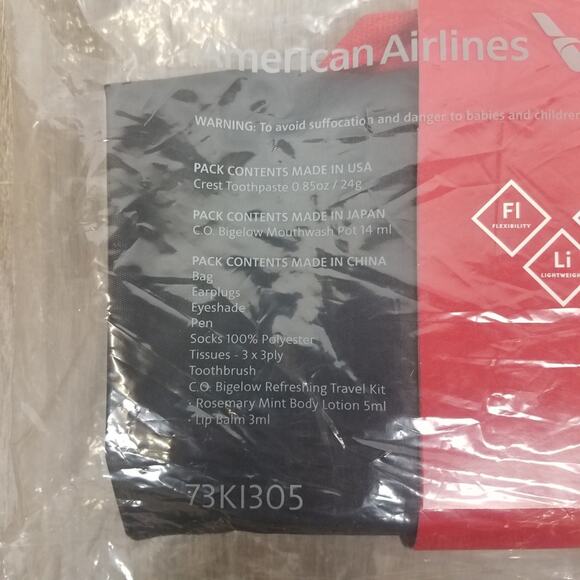 American Airlines
WARNING: To avoid suffocation and danger to babies and children
PACK CONTENTS MADE IN USA
Crest Toothpaste 0.85oz / 24g
PACK CONTENTS MADE IN JAPAN
C.O. Bigelow Mouthwash Pot 14 ml
PACK CONTENTS MADE IN CHINA
Bag
Earplugs
Eyeshade
Pen
Socks 100% Polyester
Tissues - 3 x 3ply
Toothbrush
C.O. Bigelow Refreshing Travel Kit
· Rosemary Mint Body Lotion 5ml
· Lip Balm 3ml
73KI305
Fl
FLEXIBILITY
Li
LIGHTWEIGH